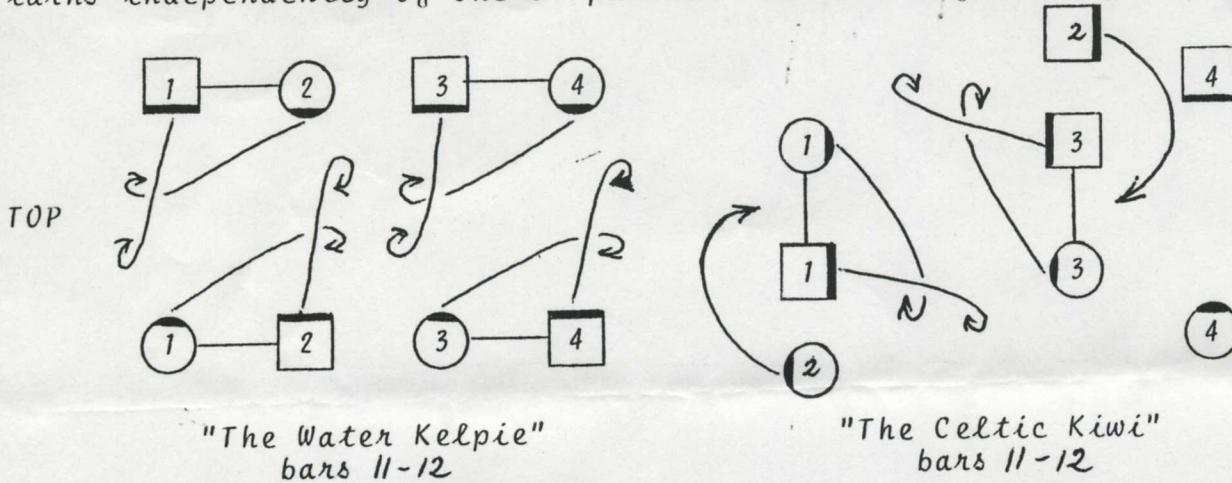 1 2 3 4 2 4
1 3
TOP
1 3
1 2 3 4 2 4
"The Water Kelpie" "The Celtic Kiwi"
bars 11-12 bars 11-12